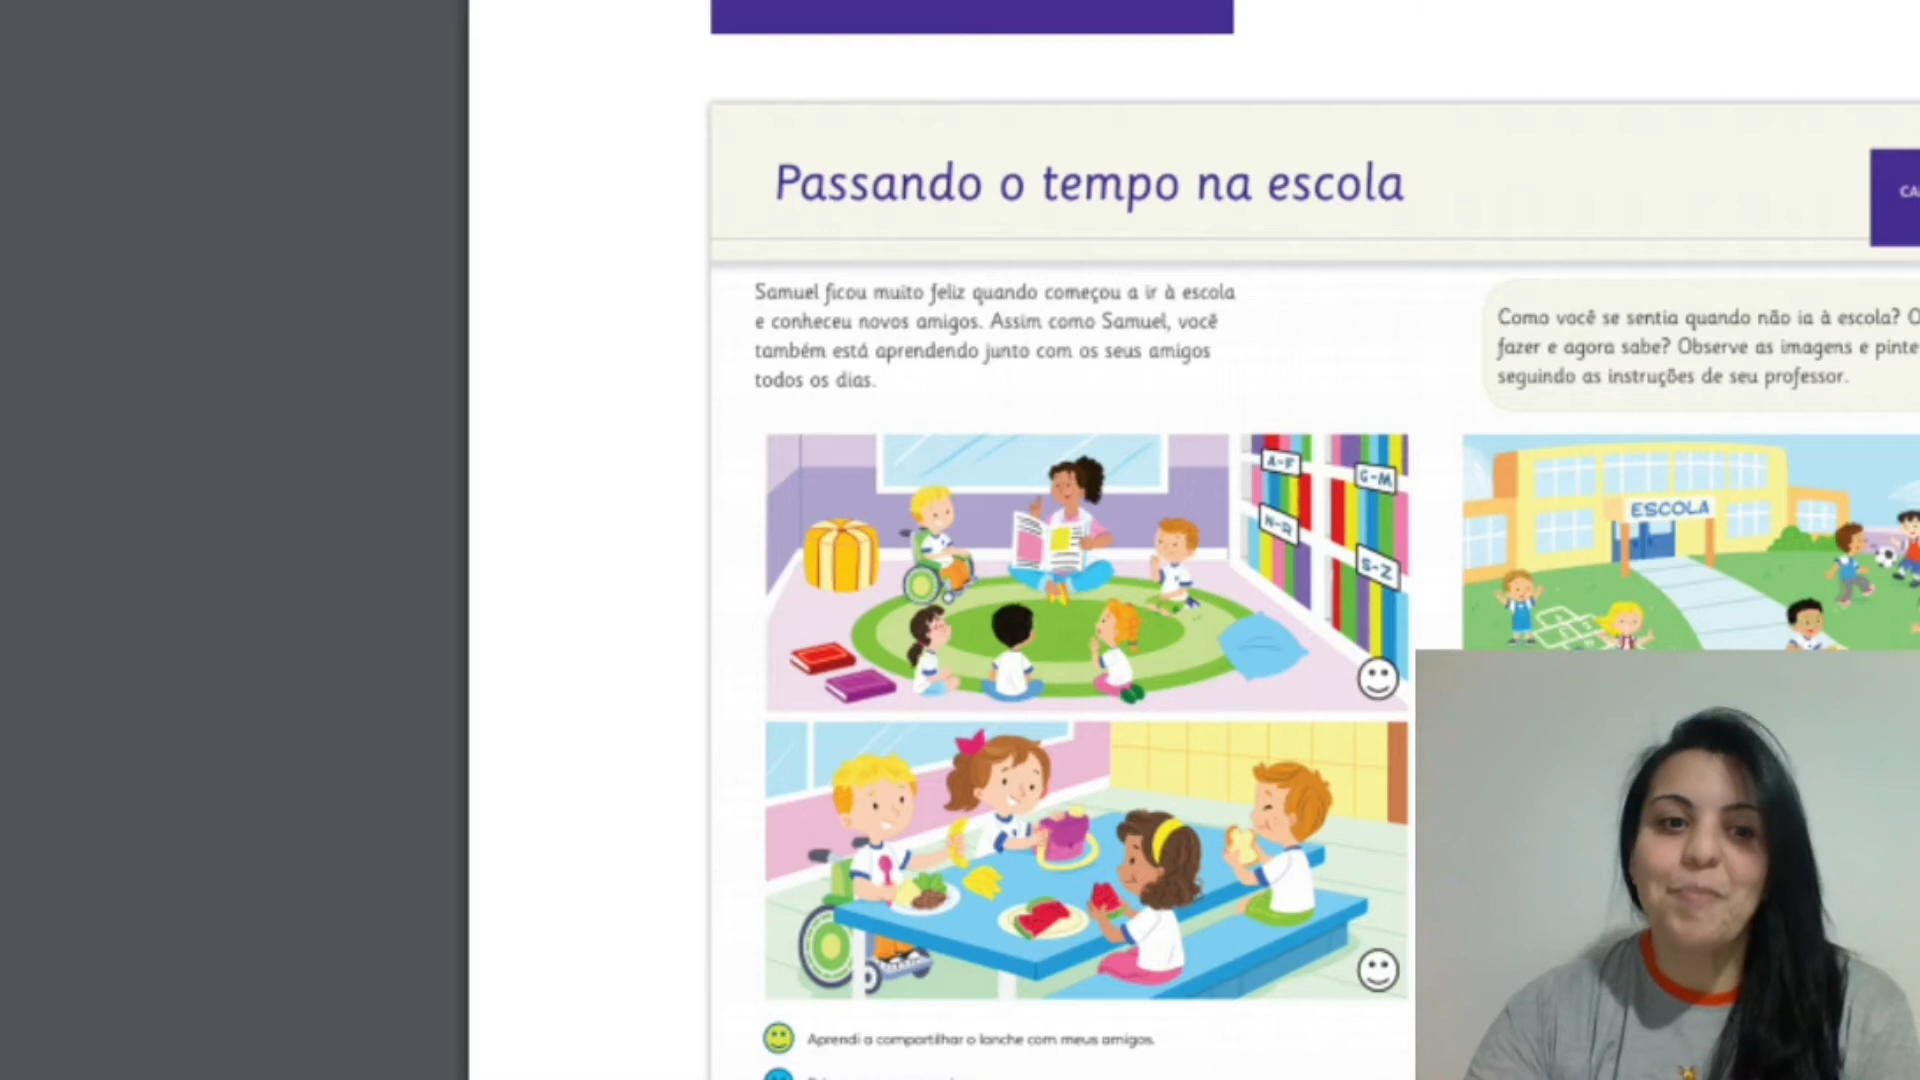 Passando o tempo na escola
Samuel ficou muito feliz quando começou a ir à escola
e conheceu novos amigos. Assim como Samuel, você
também está aprendendo junto com os seus amigos
todos os dias.
Como você se sentia quando não ia à escola? O
fazer e agora sabe? Observe as imagens e pinte
seguindo as instruções de seu professor.
A-F
G-M
N-R
S-Z
ESCOLA
Aprendi a compartilhar o lanche com meus amigos.